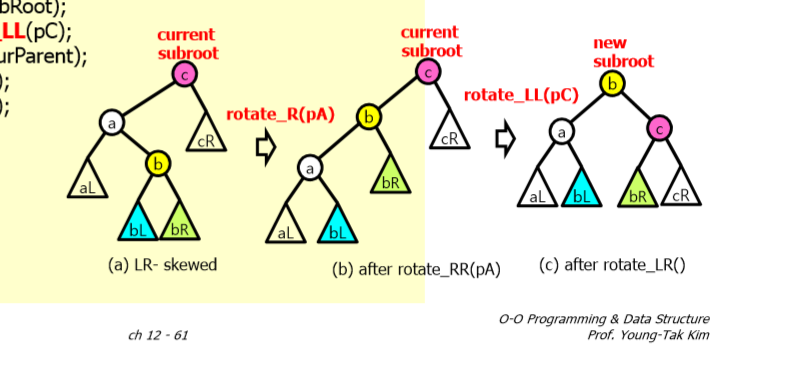 bRoot);
LL(pC);
urParent);
);
);
current
subroot
c
a
b
cR
aL
bL
bR
rotate_R(pA)
current
subroot
c
b
a
cR
bR
aL
bL
rotate_LL(pC)
new
subroot
b
a
c
aL
bL
bR
cR
(a) LR- skewed
(b) after rotate_RR(pA)
(c) after rotate_LR()
ch 12 - 61
O-O Programming & Data Structure
Prof. Young-Tak Kim